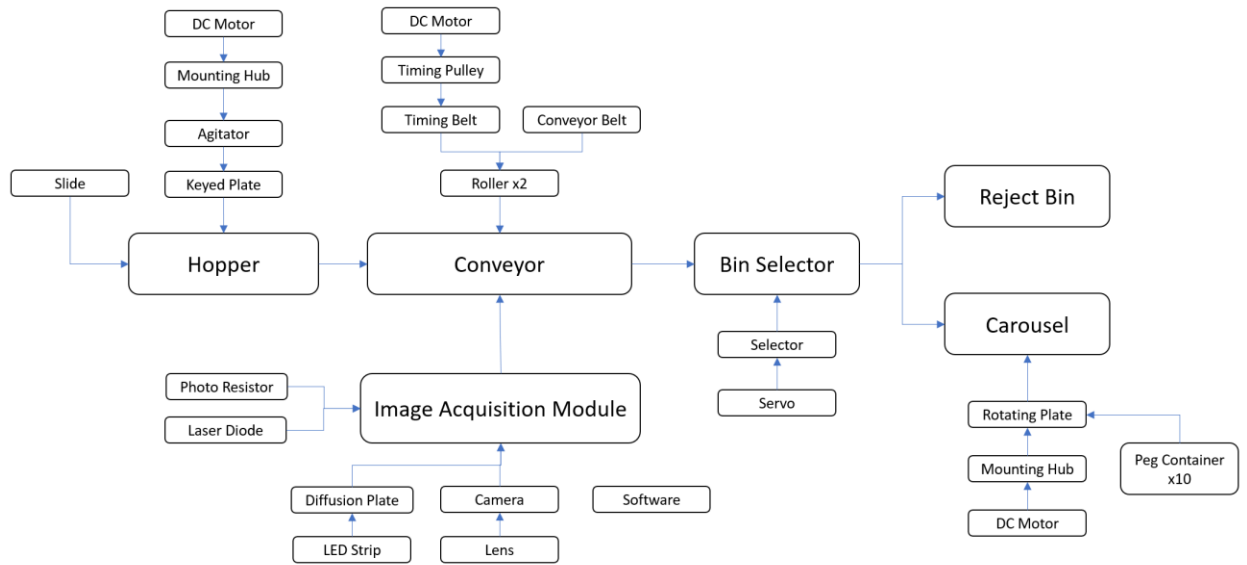 DC Motor
DC Motor
Mounting Hub
Timing Pulley
Timing Belt
Conveyor Belt
Agitator
Slide
Keyed Plate
Roller x2
Reject Bin
Hopper
Conveyor
Bin Selector
Carousel
Selector
Photo Resistor
Image Acquisition Module
Servo
Laser Diode
Rotating Plate
Peg Container
x10
Mounting Hub
Diffusion Plate
Camera
Software
DC Motor
LED Strip
Lens